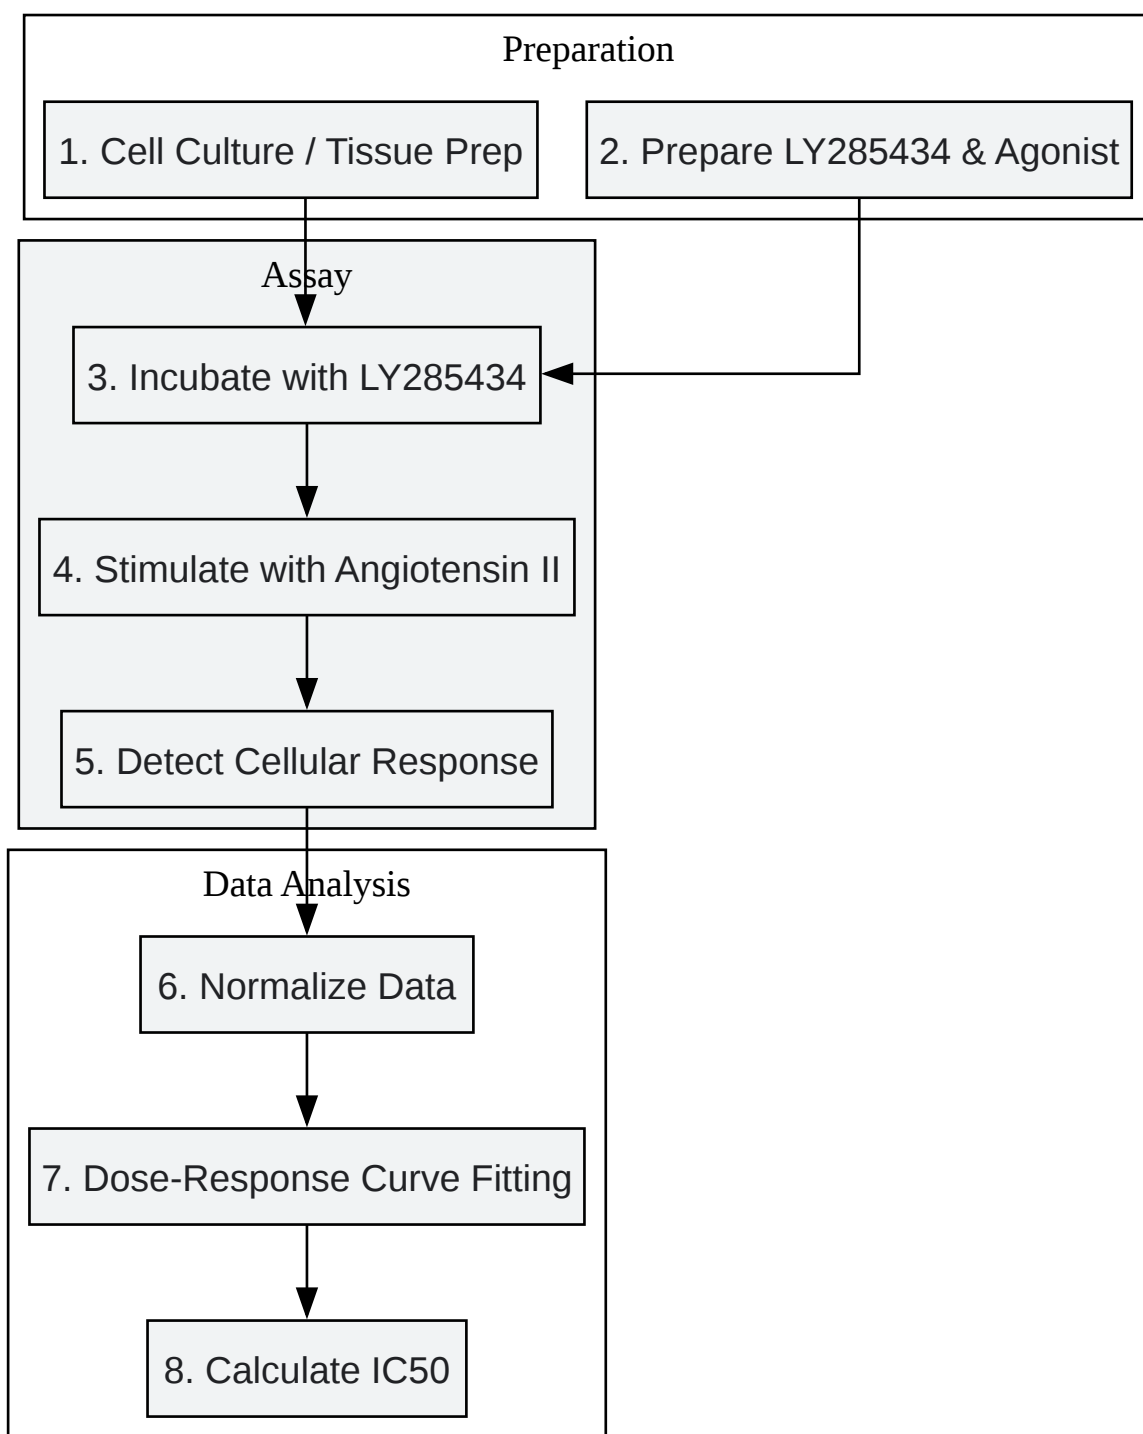 Preparation
1. Cell Culture / Tissue Prep
2. Prepare LY285434 & Agonist
Assay
3. Incubate with LY285434
4. Stimulate with Angiotensin II
5. Detect Cellular Response
Data Analysis
6. Normalize Data
7. Dose-Response Curve Fitting
8. Calculate IC50